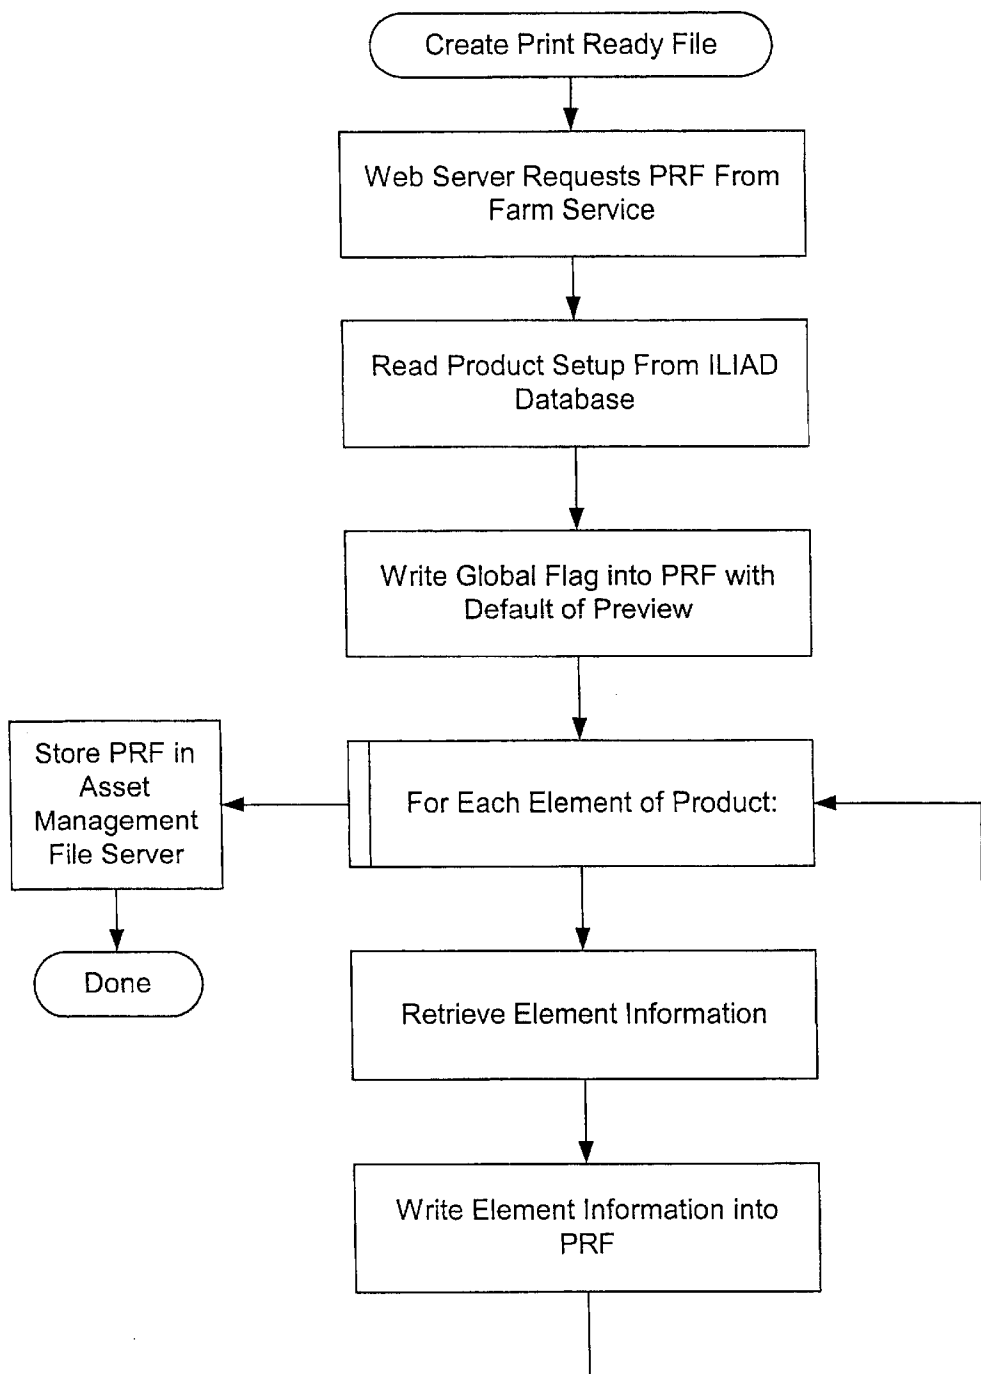 Create Print Ready File
Web Server Requests PRF From
Farm Service
Read Product Setup From ILIAD
Database
Write Global Flag into PRF with
Default of Preview
Store PRF in
Asset
Management
File Server
For Each Element of Product:
Done
Retrieve Element Information
Write Element Information into
PRF